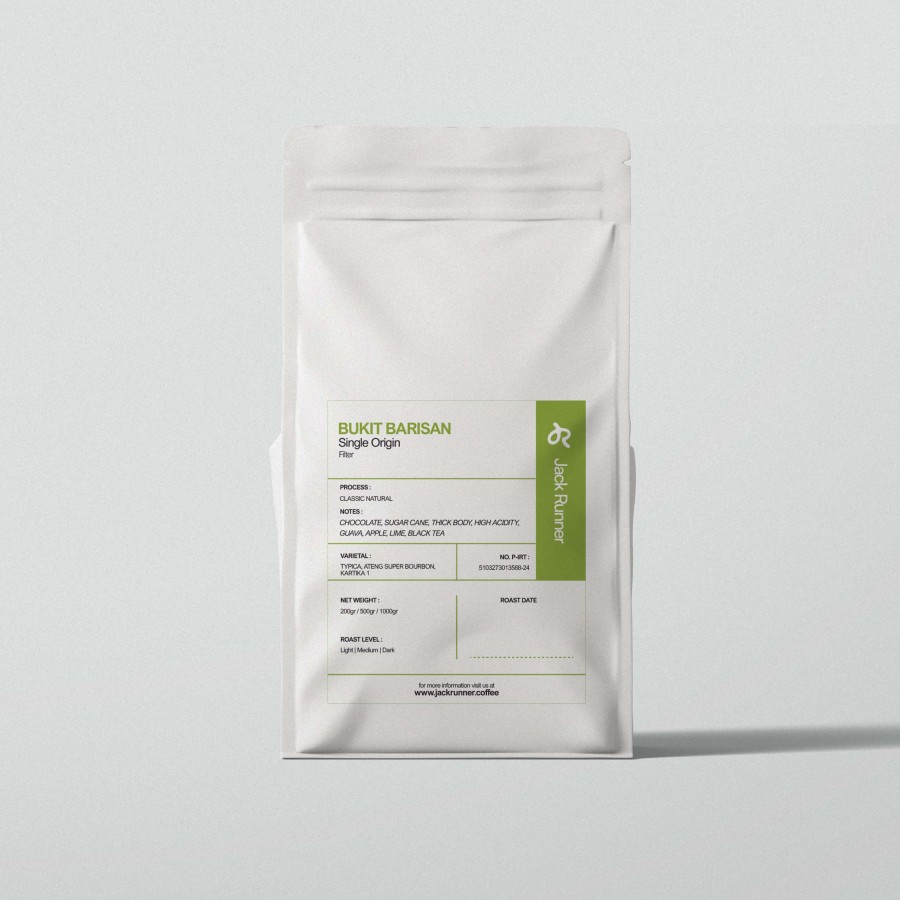 BUKIT BARISAN
Single Origin
Filter
Jack Runner
PROCESS :
CLASSIC NATURAL
NOTES :
CHOCOLATE, SUGAR CANE, THICK BODY, HIGH ACIDITY,
GUAVA, APPLE, LIME, BLACK TEA
VARIETAL :
TYPICA, ATENG SUPER BOURBON,
KARTIKA 1
NO. P-IRT :
5103273013588-24
NET WEIGHT :
200gr / 500gr / 1000gr
ROAST DATE
ROAST LEVEL :
Light | Medium | Dark
for more information visit us at
www.jackrunner.coffee